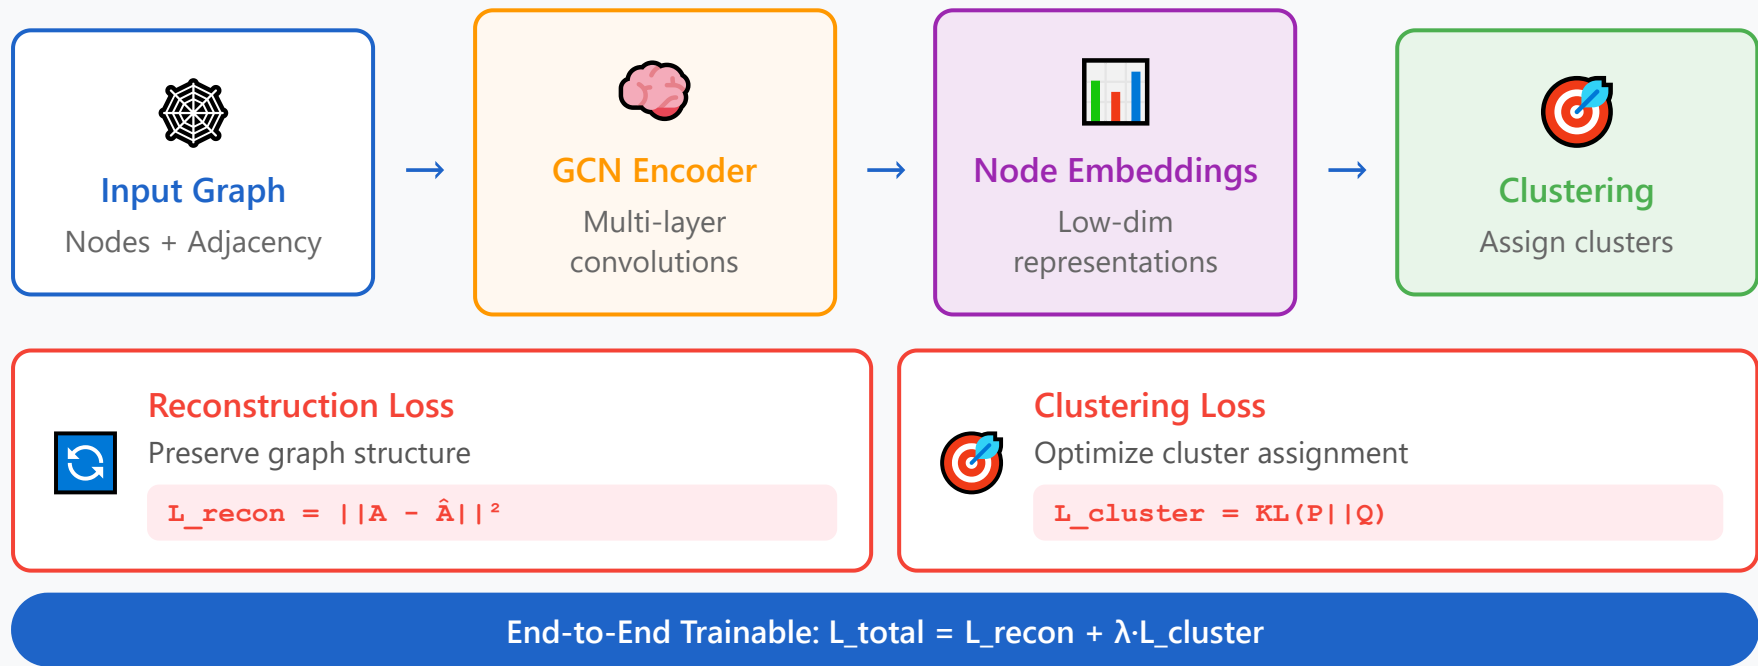 Input Graph
Nodes + Adjacency
→
GCN Encoder
Multi-layer
convolutions
→
Node Embeddings
Low-dim
representations
→
Clustering
Assign clusters
Reconstruction Loss
Preserve graph structure
L_recon = ||A - Â||²
Clustering Loss
Optimize cluster assignment
L_cluster = KL(P||Q)
End-to-End Trainable: L_total = L_recon + λ·L_cluster